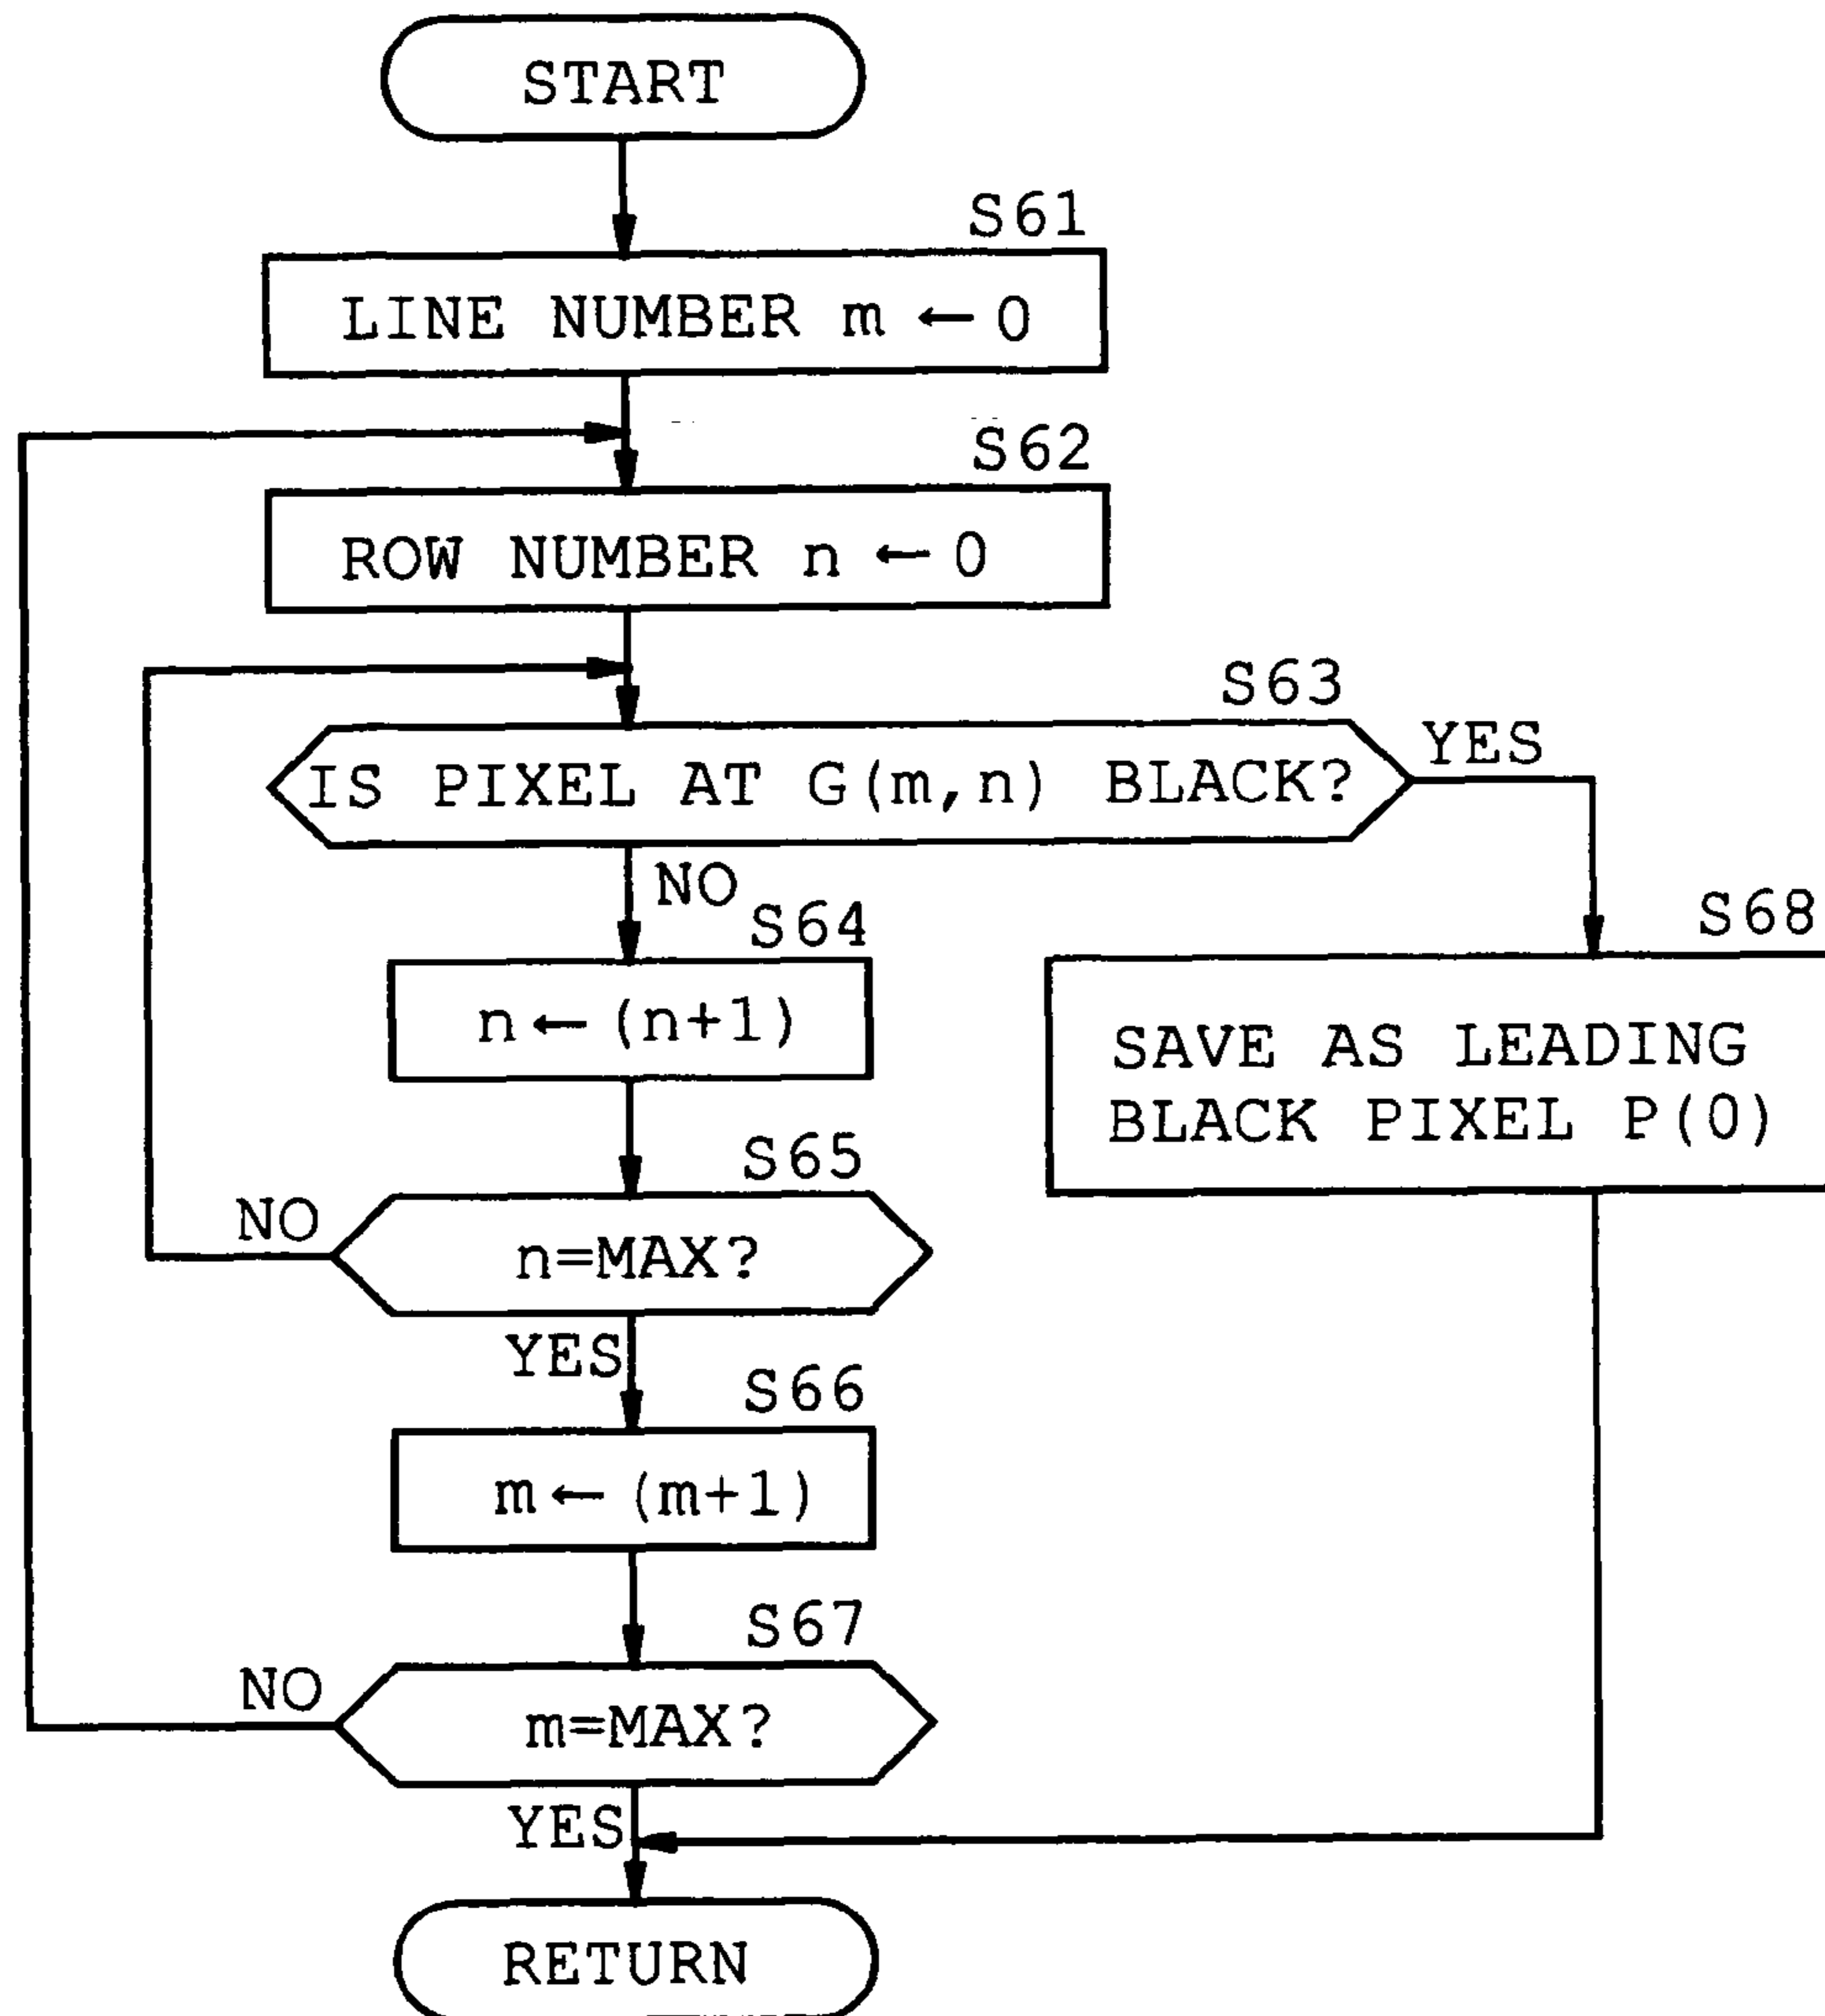 START
S61
LINE NUMBER m ← 0
S62
ROW NUMBER n ← 0
S63
IS PIXEL AT G(m,n) BLACK?
YES
NO
S64
n ← (n+1)
S68
SAVE AS LEADING
BLACK PIXEL P(0)
S65
NO
n=MAX?
YES
S66
m ← (m+1)
S67
NO
m=MAX?
YES
RETURN